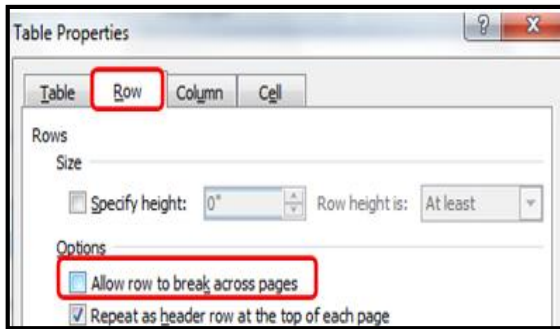 Table Properties
? X
Table Row Column Cell
Rows
Size
Specify height: 0" Row height is: At least
Options
Allow row to break across pages
Repeat as header row at the top of each page